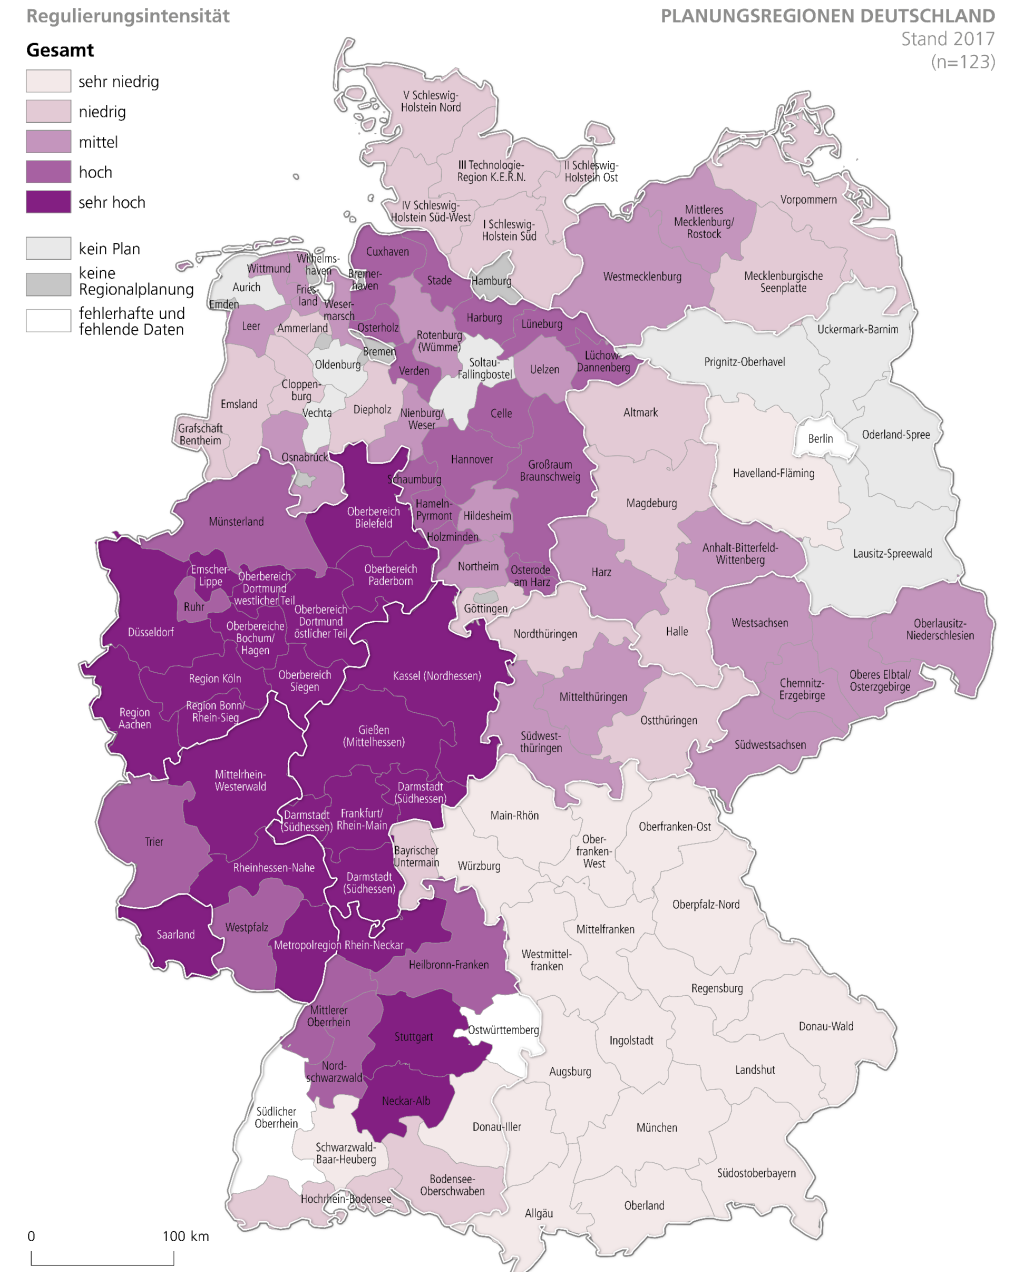 Regulierungsintensität
PLANUNGSREGIONEN DEUTSCHLAND
Stand 2017
(n=123)
Gesamt
sehr niedrig
niedrig
mittel
hoch
sehr hoch
kein Plan
keine
Regionalplanung
fehlerhafte und
fehlende Daten
V Schleswig-
Holstein Nord
III Technologie-
Region K.E.R.N.
II Schleswig-
Holstein Ost
IV Schleswig-
Holstein Süd-West
I Schleswig-
Holstein Süd
Vorpommern
Mittleres
Mecklenburg/
Rostock
Westmecklenburg
Mecklenburgische
Seenplatte
Cuxhaven
Wilhelms-
haven
Wittmund
Bremer-
haven
Stade
Hamburg
Aurich
Fries-
land
Emden
Weser-
marsch
Leer
Ammerland
Osterholz
Harburg
Lüneburg
Rotenburg
(Wümme)
Uckermark-Barnim
Bremen
Oldenburg
Soltau-
Fallingbostel
Lüchow-
Dannenberg
Uelzen
Prignitz-Oberhavel
Verden
Cloppen-
burg
Emsland
Vechta
Diepholz
Nienburg/
Weser
Celle
Altmark
Grafschaft
Bentheim
Berlin
Oderland-Spree
Osnabrück
Hannover
Großraum
Braunschweig
Havelland-Fläming
Schaumburg
Magdeburg
Münsterland
Oberbereich
Bielefeld
Hameln-
Pyrmont
Hildesheim
Holzminden
Anhalt-Bitterfeld-
Wittenberg
Lausitz-Spreewald
Emscher-
Lippe
Oberbereich
Dortmund
westlicher Teil
Oberbereich
Paderborn
Northeim
Osterode
am Harz
Harz
Ruhr
Göttingen
Oberbereich
Dortmund
östlicher Teil
Düsseldorf
Oberbereiche
Bochum/
Hagen
Nordthüringen
Halle
Westsachsen
Oberlausitz-
Niederschlesien
Region Köln
Oberbereich
Siegen
Kassel (Nordhessen)
Chemnitz-
Erzgebirge
Oberes Elbtal/
Osterzgebirge
Region
Aachen
Region Bonn/
Rhein-Sieg
Mittelthüringen
Ostthüringen
Gießen
(Mittelhessen)
Südwest-
thüringen
Südwestsachsen
Mittelrhein-
Westerwald
Darmstadt
(Südhessen)
Darmstadt
(Südhessen)
Frankfurt/
Rhein-Main
Main-Rhön
Oberfranken-Ost
Trier
Bayrischer
Untermain
Ober-
franken-
West
Rheinhessen-Nahe
Darmstadt
(Südhessen)
Würzburg
Oberpfalz-Nord
Saarland
Westpfalz
Metropolregion Rhein-Neckar
Mittelfranken
Heilbronn-Franken
Westmittel-
franken
Regensburg
Mittlerer
Oberrhein
Stuttgart
Ostwürttemberg
Ingolstadt
Donau-Wald
Nord-
schwarzwald
Augsburg
Landshut
Neckar-Alb
Südlicher
Oberrhein
Donau-Iller
München
Schwarzwald-
Baar-Heuberg
Bodensee-
Oberschwaben
Südostoberbayern
Hochrhein-Bodensee
Allgäu
Oberland
0
100 km